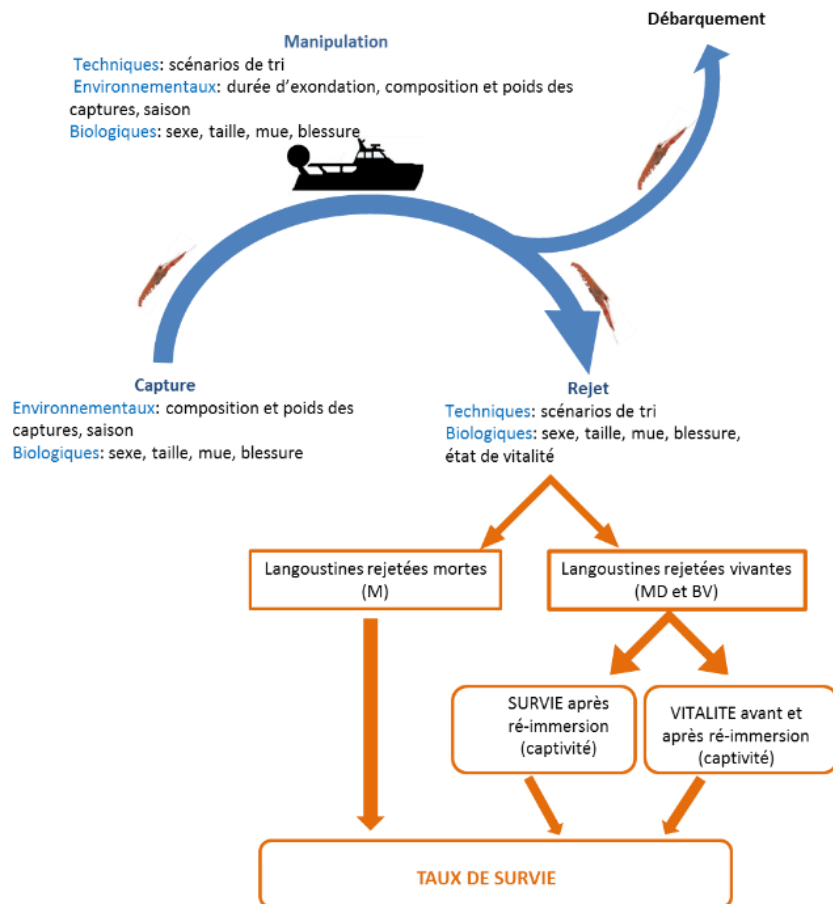 Débarquement
Manipulation
Techniques: scénarios de tri
Environnementaux: durée d'exondation, composition et poids des
captures, saison
Biologiques: sexe, taille, mue, blessure
Capture
Environnementaux: composition et poids des
captures, saison
Biologiques: sexe, taille, mue, blessure
Rejet
Techniques: scénarios de tri
Biologiques: sexe, taille, mue, blessure,
état de vitalité
Langoustines rejetées mortes
(M)
Langoustines rejetées vivantes
(MD et BV)
SURVIE après
ré-immersion
(captivité)
VITALITE avant et
après ré-immersion
(captivité)
TAUX DE SURVIE